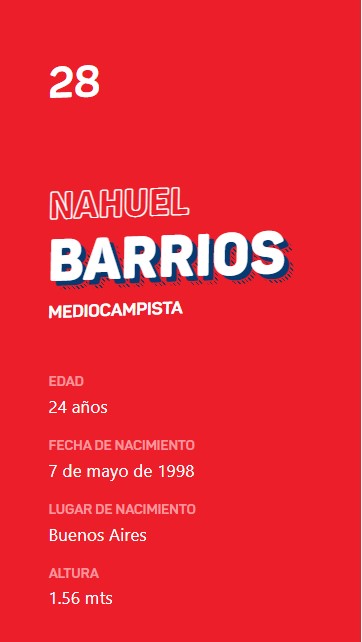 28
NAHUEL
BARRIOS
MEDIOCAMPISTA
EDAD
24 años
FECHA DE NACIMIENTO
7 de mayo de 1998
LUGAR DE NACIMIENTO
Buenos Aires
ALTURA
1.56 mts